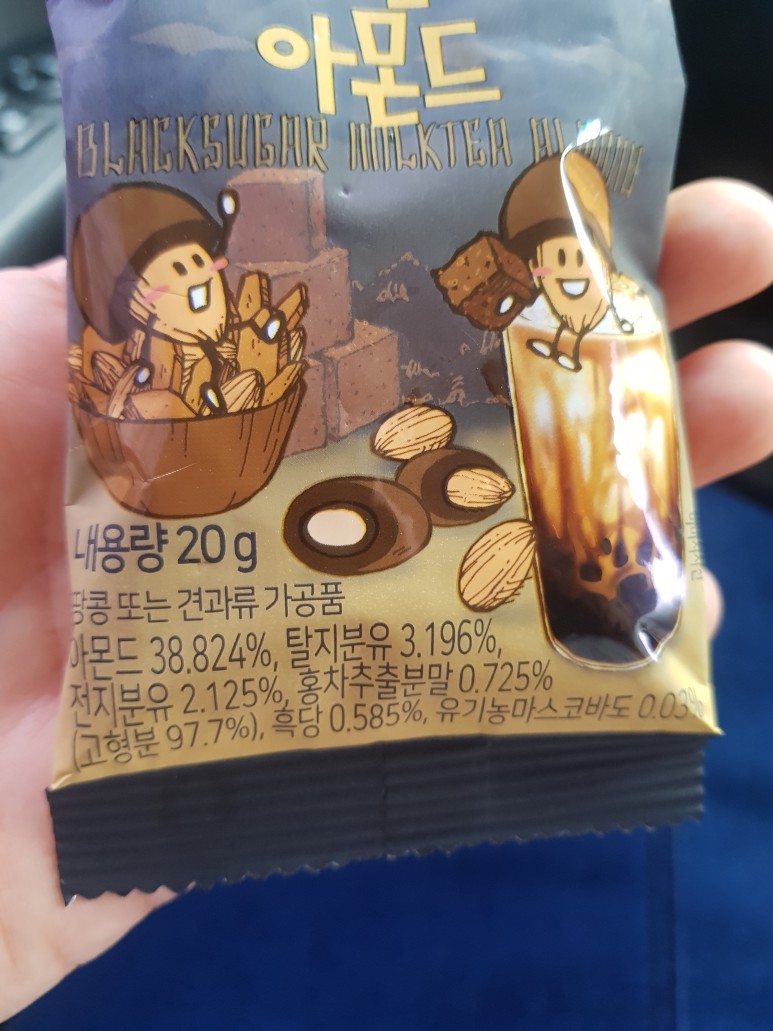 아몬드
BLACKSUGAR MILKTEA ALMOND
내용량 20g
땅콩 또는 견과류 가공품
아몬드 38.824%, 탈지분유 3.196%,
전지분유 2.125%, 홍차추출분말 0.725%
(고형분 97.7%), 흑당 0.585%, 유기농마스코바도 0.03%